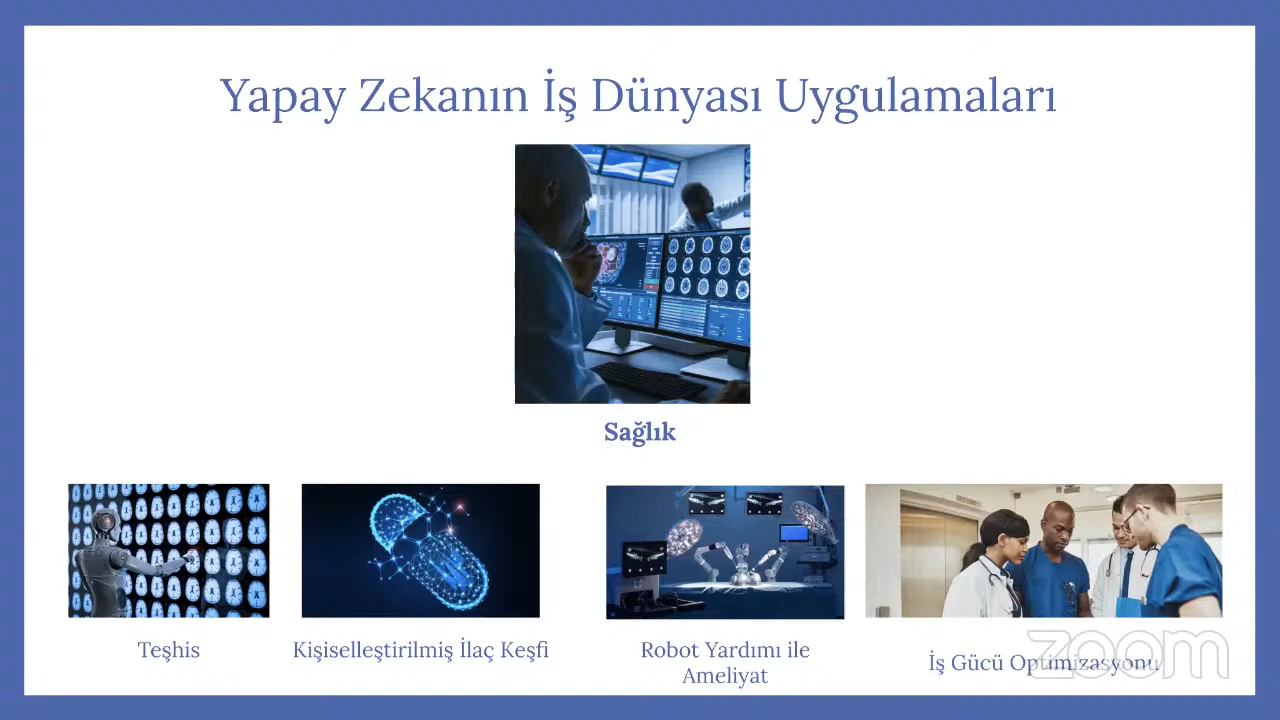 Yapay Zekanın İş Dünyası Uygulamaları
Sağlık
Teşhis
Kişiselleştirilmiş İlaç Keşfi
Robot Yardımı ile
Ameliyat
İş Gücü Optimizasyonu
zoom